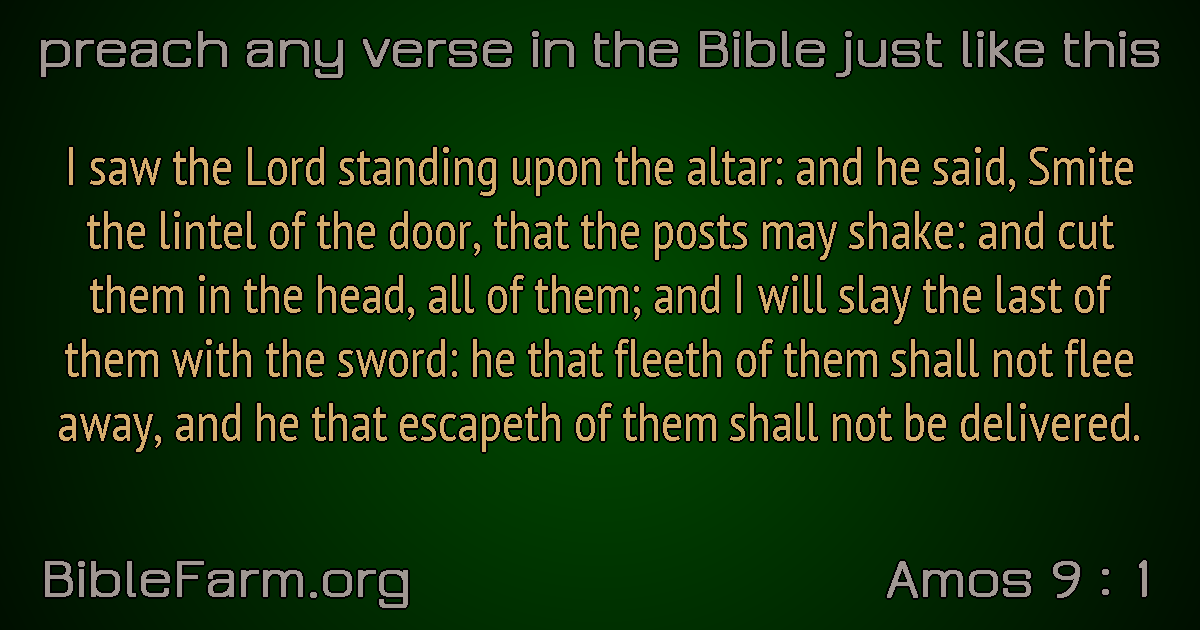 preach any verse in the Bible just like this
I saw the Lord standing upon the altar: and he said, Smite
the lintel of the door, that the posts may shake: and cut
them in the head, all of them; and I will slay the last of
them with the sword: he that fleeth of them shall not flee
away, and he that escapeth of them shall not be delivered.
BibleFarm.org
Amos 9 : 1